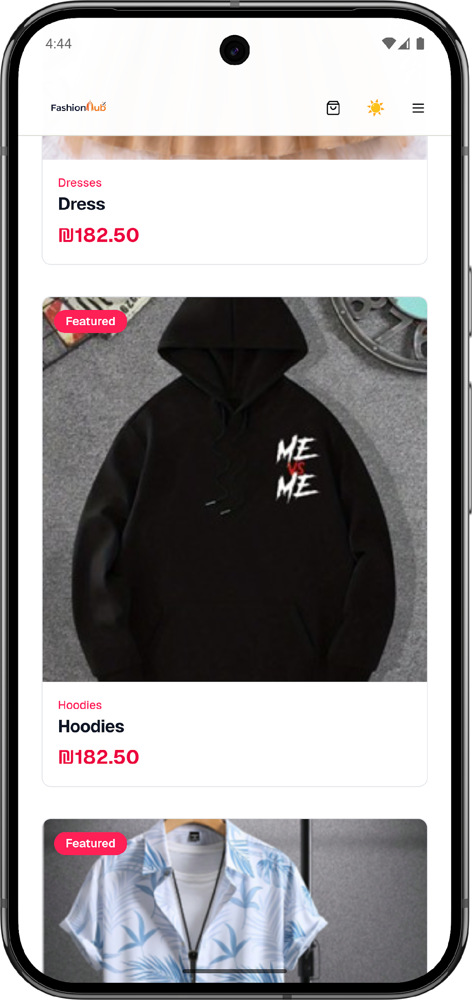 4:44
FashionHub
Dresses
Dress
₪182.50
Featured
ME
VS
ME
Hoodies
Hoodies
₪182.50
Featured